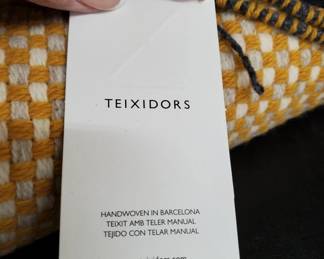 TEIXIDORS
HANDWOVEN IN BARCELONA
TEIXIT AMB TELER MANUAL
TEJIDO CON TELAR MANUAL